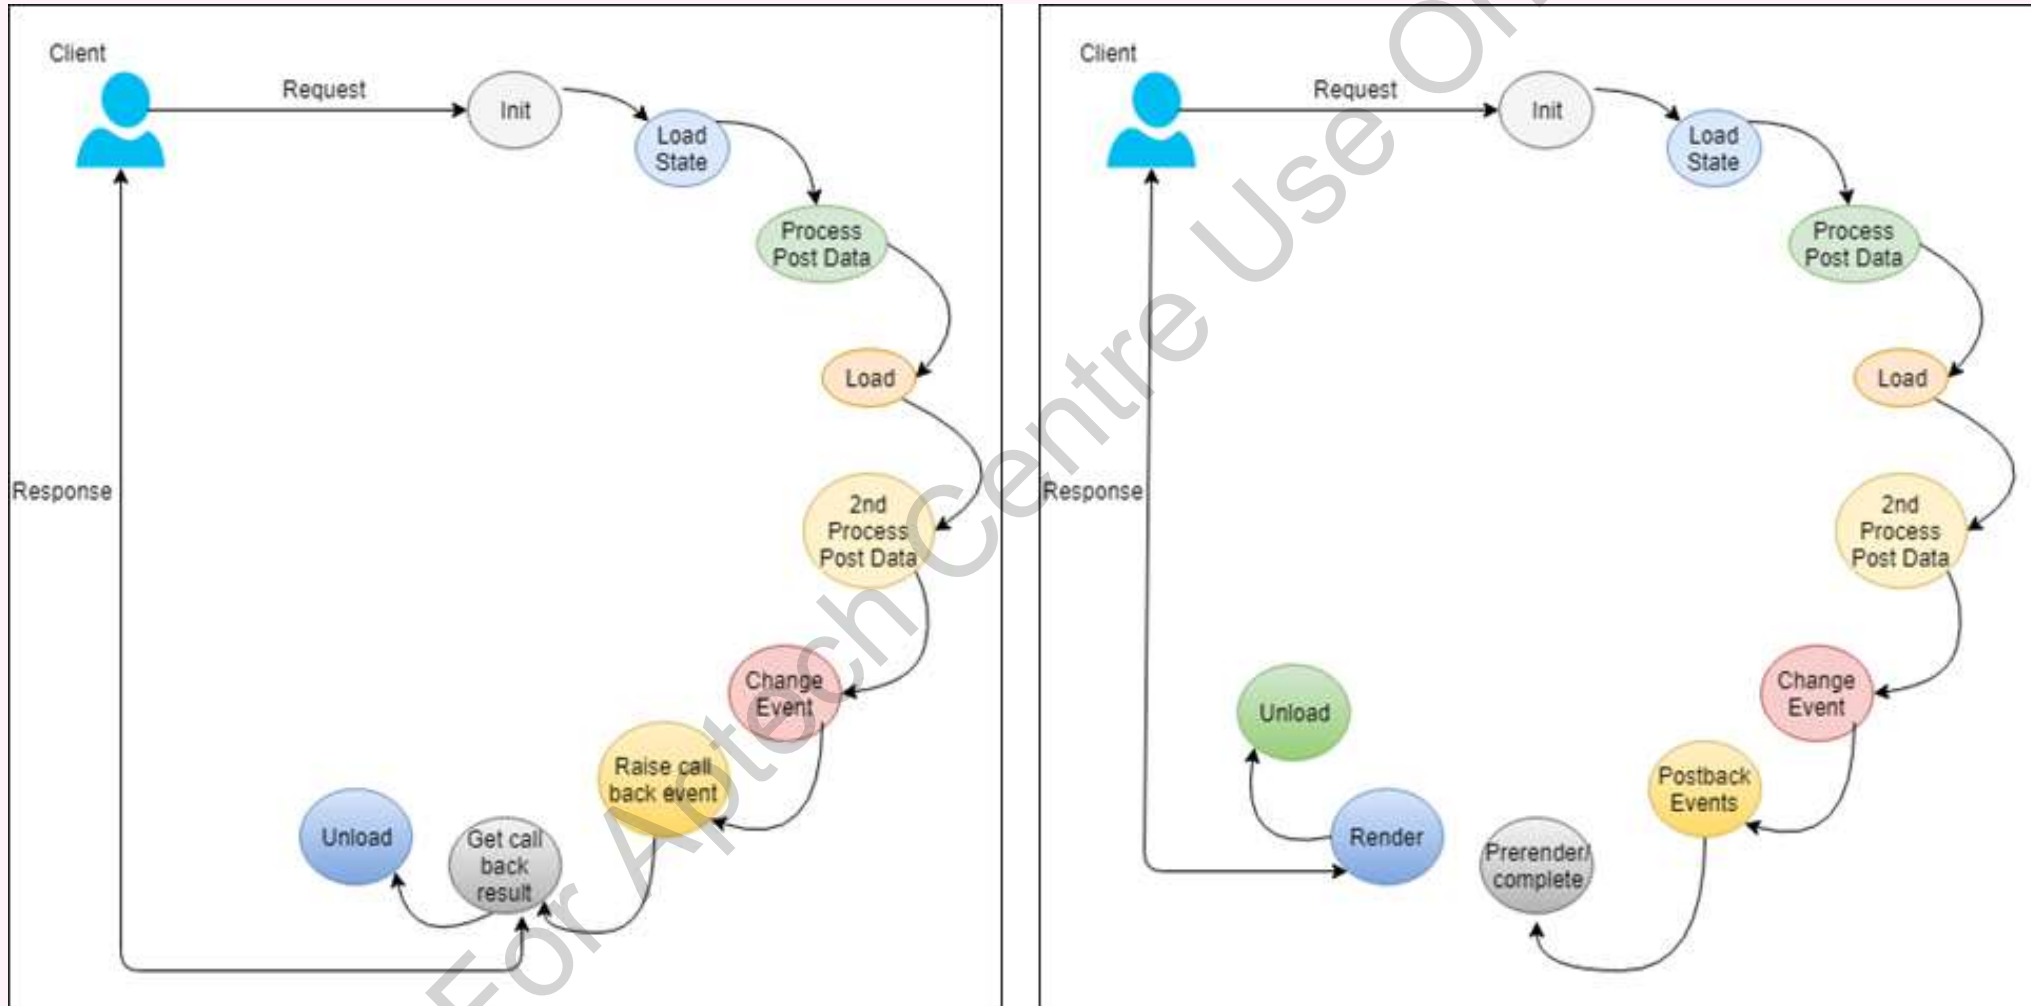 Client
Request
Init
Load
State
Process
Post Data
Load
2nd
Process
Post Data
Change
Event
Raise call
back event
Get call
back
result
Unload
Response
Client
Request
Init
Load
State
Process
Post Data
Load
2nd
Process
Post Data
Change
Event
Postback
Events
Prerender/
complete
Render
Unload
Response
For Aptech Centre Use